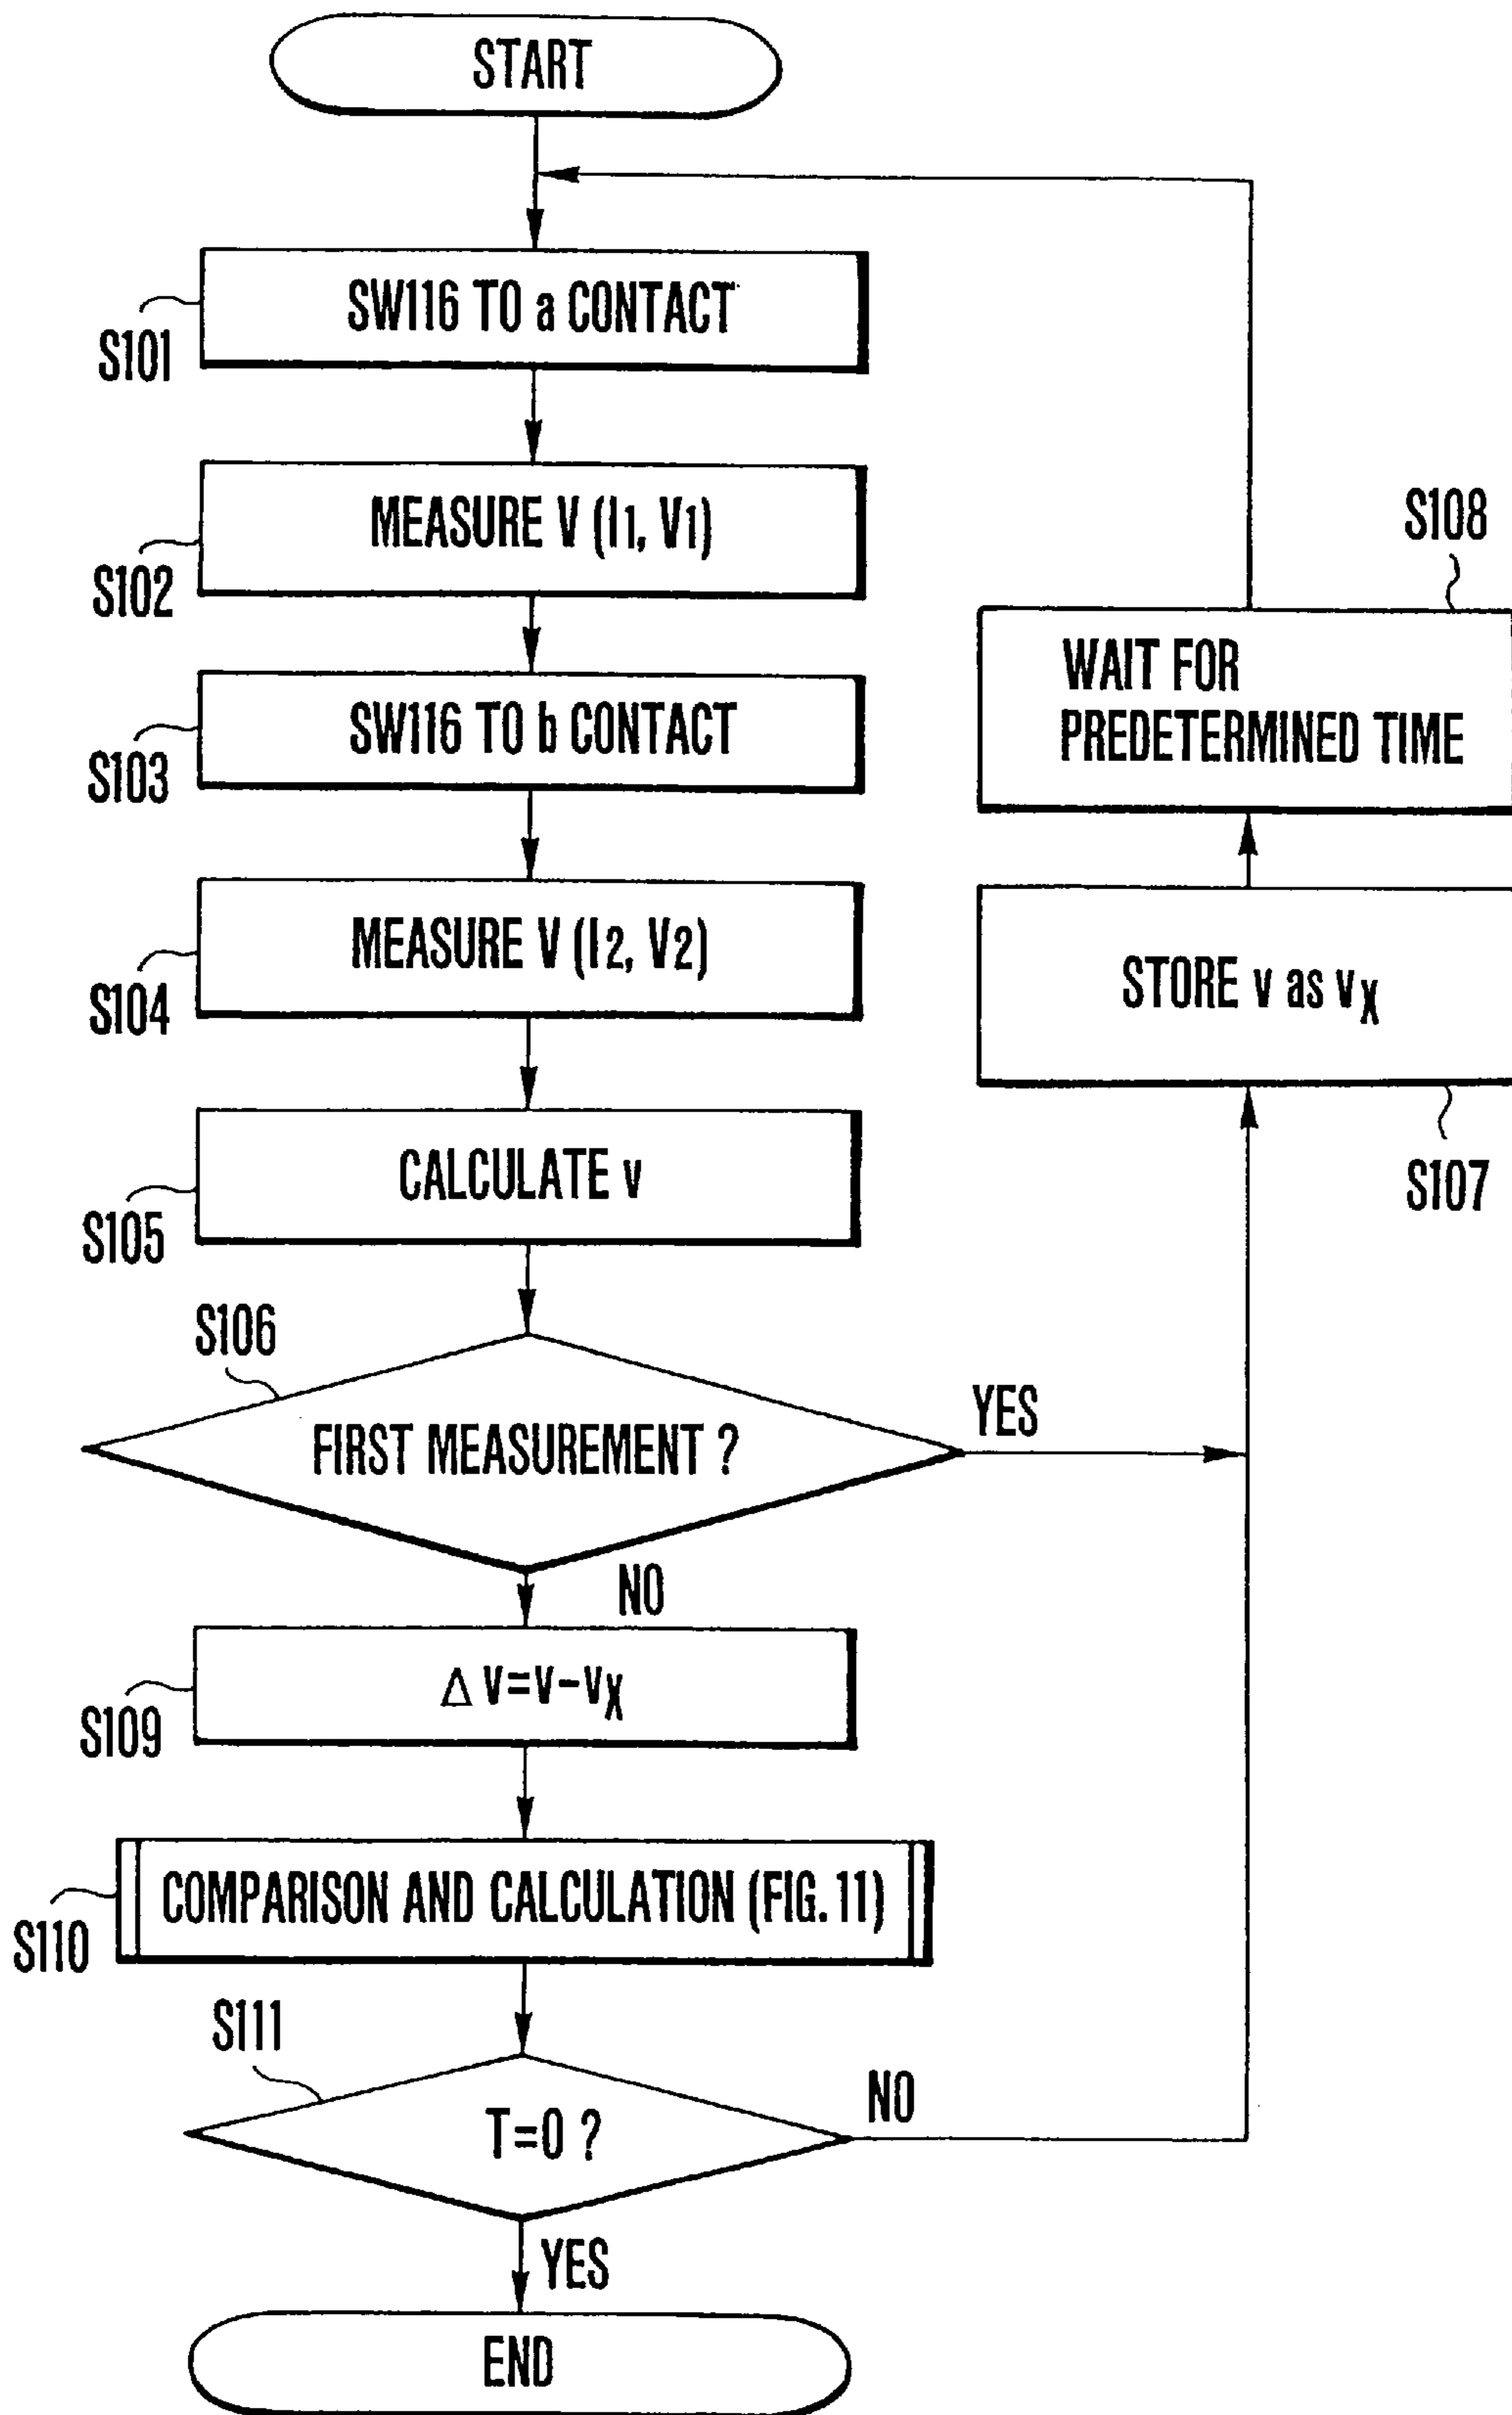 START
SW116 TO a CONTACT
S101
MEASURE V (I1, V1)
S102
SW116 TO b CONTACT
S103
MEASURE V (I2, V2)
S104
CALCULATE v
S105
S106
FIRST MEASUREMENT ?
YES
NO
S108
WAIT FOR
PREDETERMINED TIME
STORE v as vX
S107
Δ v=v-vX
S109
COMPARISON AND CALCULATION (FIG. 11)
S110
S111
T=0 ?
NO
YES
END